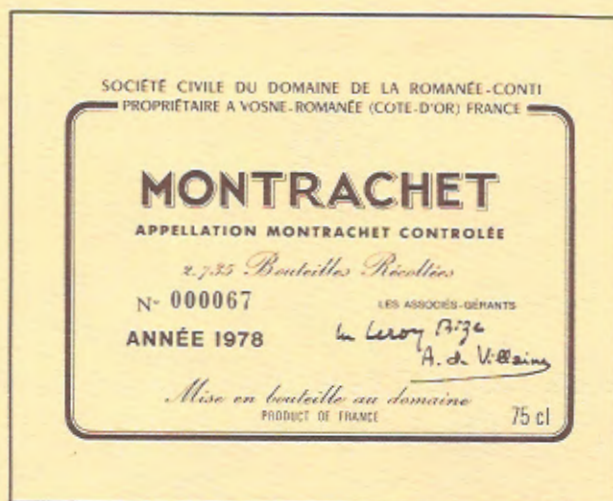 SOCIÉTÉ CIVILE DU DOMAINE DE LA ROMANÉE-CONTI
PROPRIÉTAIRE A VOSNE-ROMANÉE (COTE-D'OR) FRANCE
MONTRACHET
APPELLATION MONTRACHET CONTROLÉE
2.735 Bouteilles Récoltées
N° 000067
LES ASSOCIÉS-GÉRANTS
ANNÉE 1978
Leroy Bize
A. de Villaine
Mise en bouteille au domaine
PRODUCT OF FRANCE
75 cl